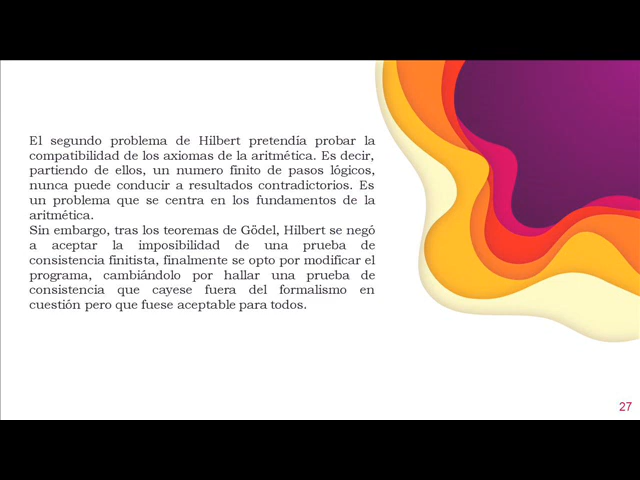 El segundo problema de Hilbert pretendía probar la
compatibilidad de los axiomas de la aritmética. Es decir,
partiendo de ellos, un numero finito de pasos lógicos,
nunca puede conducir a resultados contradictorios. Es
un problema que se centra en los fundamentos de la
aritmética.
Sin embargo, tras los teoremas de Gödel, Hilbert se negó
a aceptar la imposibilidad de una prueba de
consistencia finitista, finalmente se opto por modificar el
programa, cambiándolo por hallar una prueba de
consistencia que cayese fuera del formalismo en
cuestión pero que fuese aceptable para todos.
27